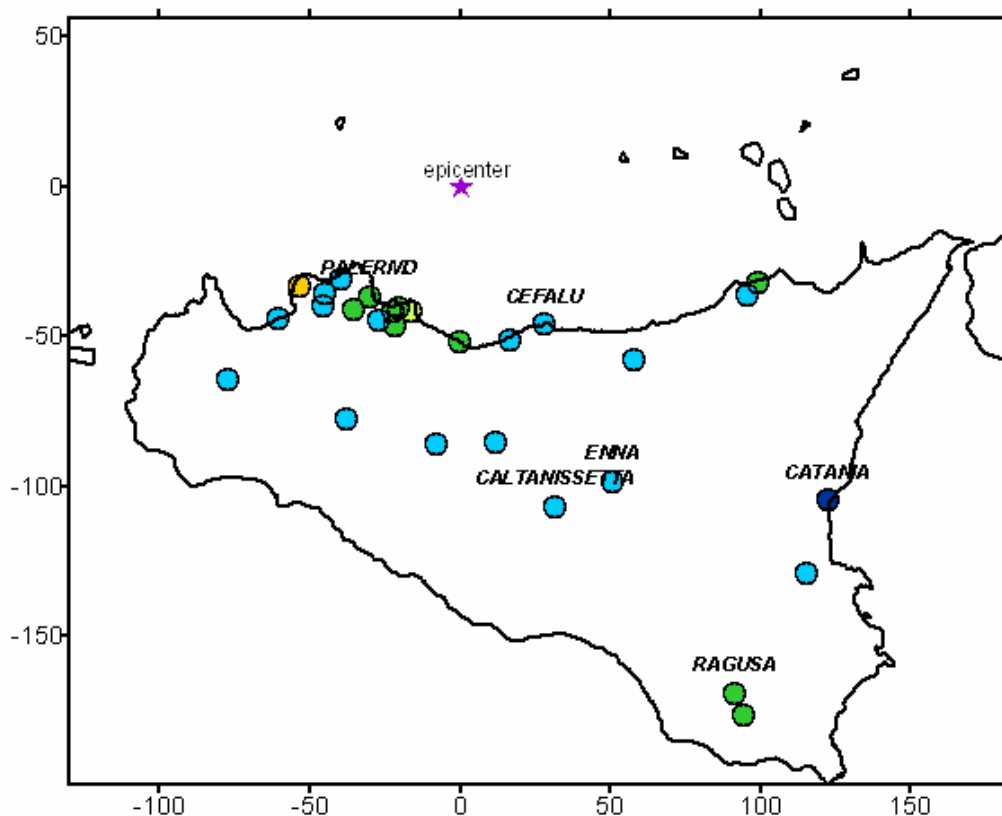 50
epicenter
0
PALERMO
CEFALU
-50
ENNA
CALTANISSETTA
CATANIA
-100
-150
RAGUSA
-100
-50
0
50
100
150